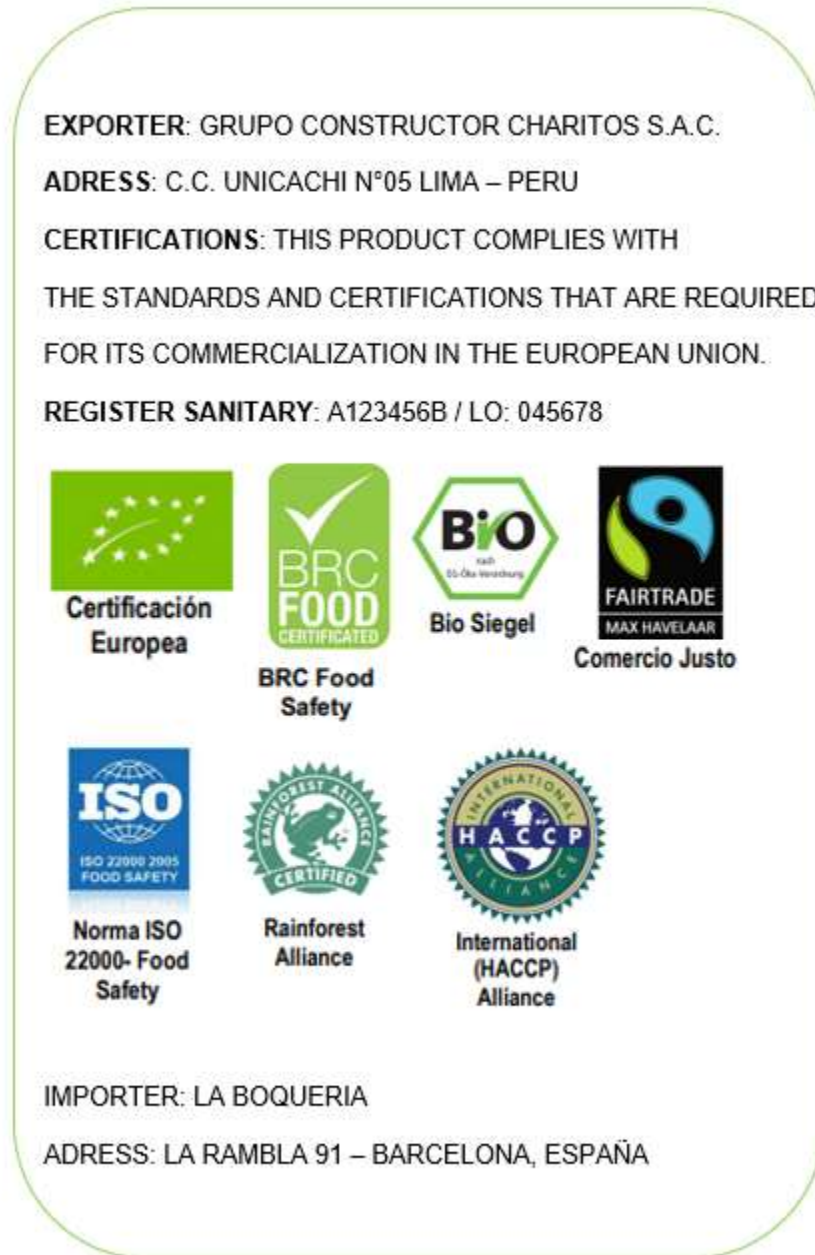 EXPORTER: GRUPO CONSTRUCTOR CHARITOS S.A.C.
ADRESS: C.C. UNICACHI N°05 LIMA – PERU
CERTIFICATIONS: THIS PRODUCT COMPLIES WITH
THE STANDARDS AND CERTIFICATIONS THAT ARE REQUIRED
FOR ITS COMMERCIALIZATION IN THE EUROPEAN UNION.
REGISTER SANITARY: A123456B / LO: 045678
Certificación
Europea
BRC
FOOD
CERTIFICATED
BRC Food
Safety
Bio
nach
EG-Öko-Verordnung
Bio Siegel
FAIRTRADE
MAX HAVELAAR
Comercio Justo
ISO
ISO 22000 2005
FOOD SAFETY
Norma ISO
22000- Food
Safety
RAINFOREST ALLIANCE
CERTIFIED
Rainforest
Alliance
INTERNATIONAL
HACCP
ALLIANCE
International
(HACCP)
Alliance
IMPORTER: LA BOQUERIA
ADRESS: LA RAMBLA 91 – BARCELONA, ESPAÑA